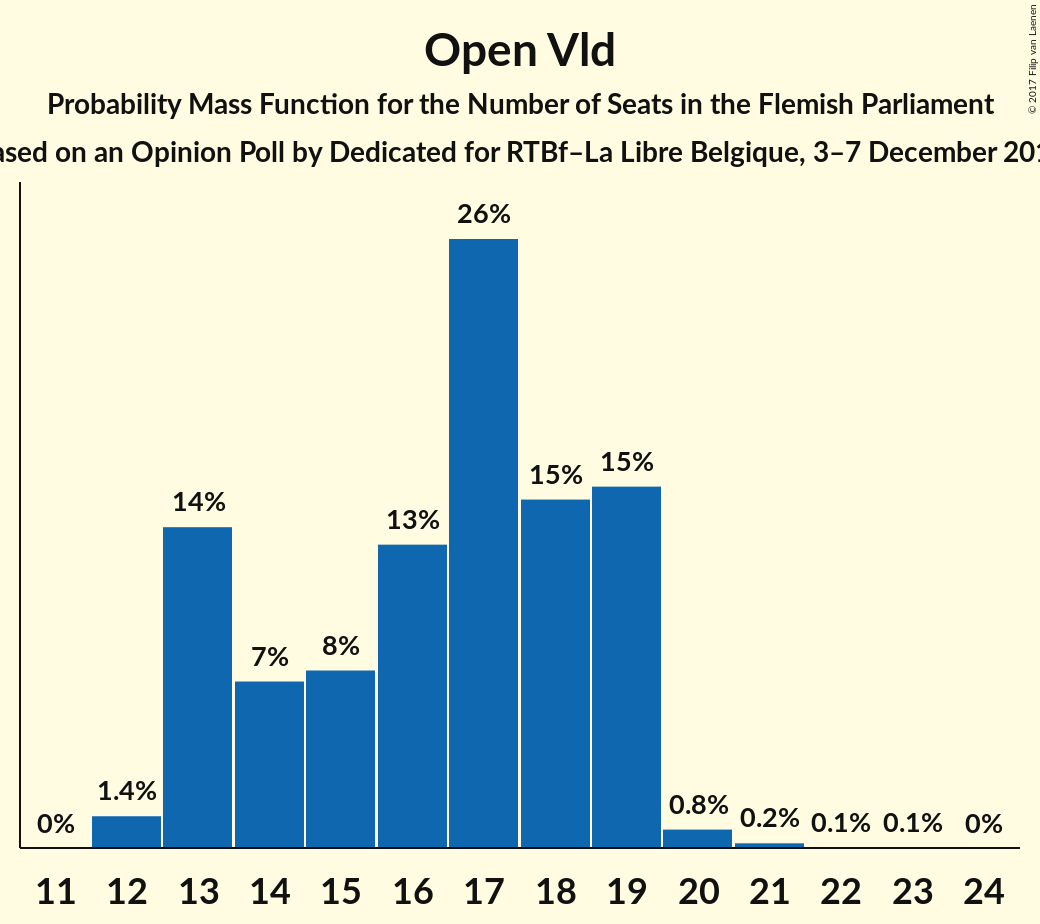 Open Vld
Probability Mass Function for the Number of Seats in the Flemish Parliament
on an Opinion Poll by Dedicated for RTBf–La Libre Belgique, 3–7 December
© 2017 Filip van Laenen
26%
15%
15%
14%
13%
8%
7%
1.4%
0.8%
0.2%
0.1%
0.1%
0%
0%
11 12 13 14 15 16 17 18 19 20 21 22 23 24